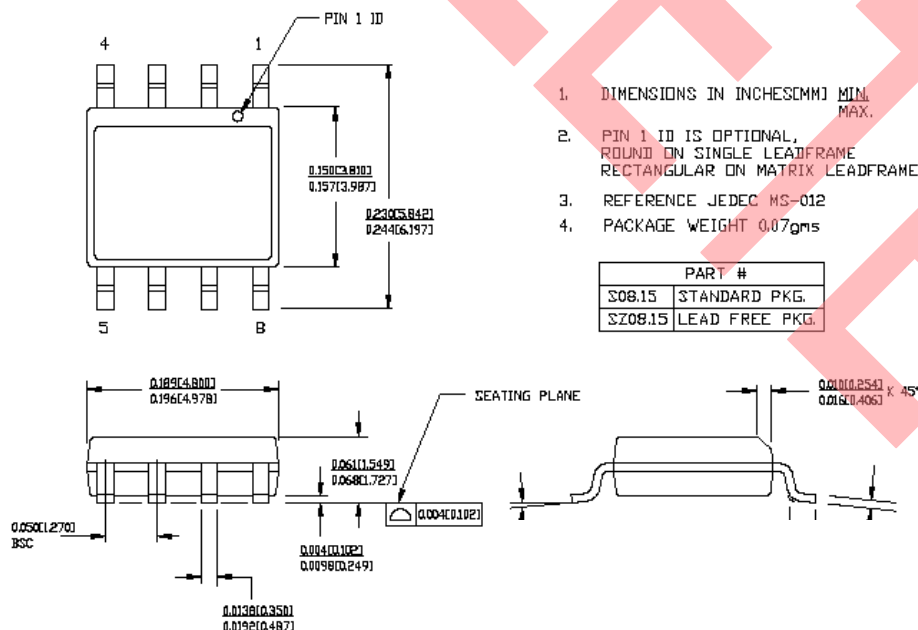 PIN 1 ID
4 1
0.150[3.810]
0.157[3.987]
0.230[5.842]
0.244[6.197]
5 8
1. DIMENSIONS IN INCHES[MM] MIN.
MAX.
2. PIN 1 ID IS OPTIONAL,
ROUND ON SINGLE LEADFRAME
RECTANGULAR ON MATRIX LEADFRAME
3. REFERENCE JEDEC MS-012
4. PACKAGE WEIGHT 0.07gms
PART #
S08.15 STANDARD PKG.
SZ08.15 LEAD FREE PKG.
0.189[4.800]
0.196[4.978]
SEATING PLANE
0.010[0.254]
0.016[0.406] X 45°
0.061[1.549]
0.068[1.727]
0.004[0.102]
0.050[1.270]
BSC
0.004[0.102]
0.0098[0.249]
0.0138[0.350]
0.0192[0.487]